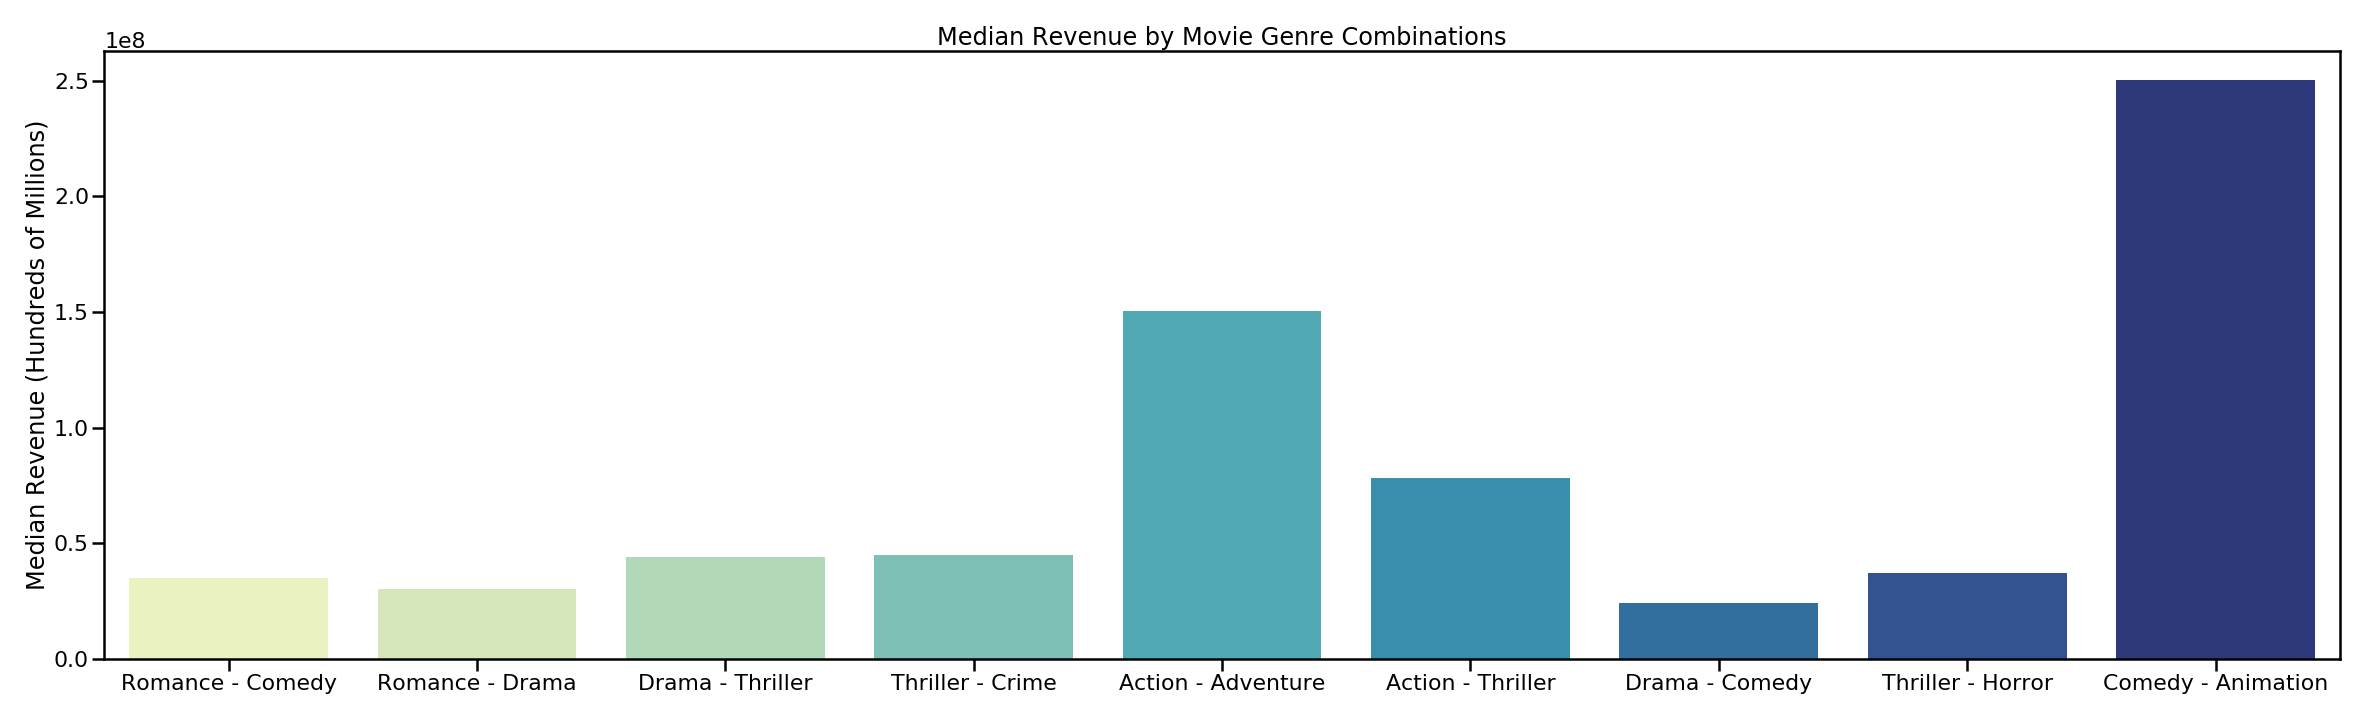 Median Revenue by Movie Genre Combinations
1e8
Median Revenue (Hundreds of Millions)
2.5
2.0
1.5
1.0
0.5
0.0
Romance - Comedy Romance - Drama Drama - Thriller Thriller - Crime Action - Adventure Action - Thriller Drama - Comedy Thriller - Horror Comedy - Animation